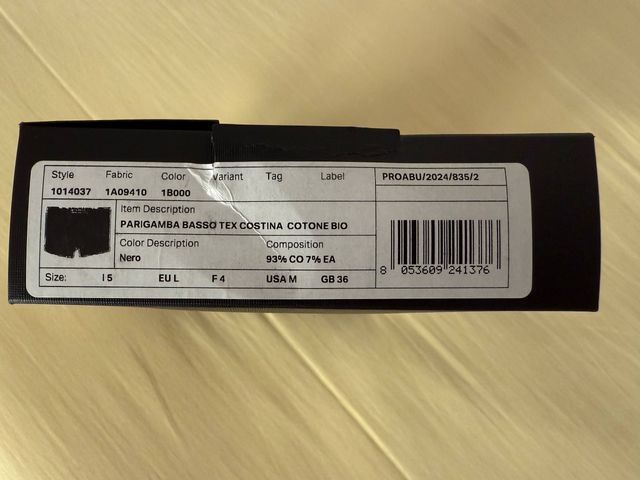 Style Fabric Color Variant Tag Label PROABU/2024/835/2
1014037 1A09410 1B000
Item Description
PARIGAMBA BASSO TEX COSTINA COTONE BIO
Color Description Composition
Nero 93% CO 7% EA
Size: I 5 EU L F 4 USA M GB 36
8 053609 241376